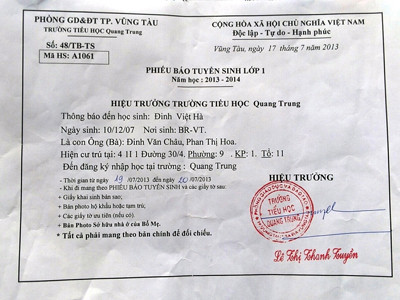 PHÒNG GD&ĐT TP. VŨNG TÀU
TRƯỜNG TIỂU HỌC Quang Trung
Số: 48/TB-TS
Mã HS: A1061
CỘNG HÒA XÃ HỘI CHỦ NGHĨA VIỆT NAM
Độc lập - Tự do - Hạnh phúc
Vũng Tàu, ngày 17 tháng 7 năm 2013
PHIẾU BÁO TUYỂN SINH LỚP 1
Năm học: 2013 - 2014
HIỆU TRƯỞNG TRƯỜNG TIỂU HỌC Quang Trung
Thông báo đến học sinh: Đinh Việt Hà
Ngày sinh: 10/12/07 Nơi sinh: BR-VT.
Là con Ông (Bà): Đinh Văn Châu, Phan Thị Hoa.
Hiện cư trú tại: 4 1I 1 Đường 30/4. Phường: 9 . KP: 1. Tổ: 11
Đến đăng ký nhập học tại trường : Quang Trung
- Thời gian từ ngày 19 /07/2013 đến ngày 20/07/2013
- Khi đi mang theo PHIẾU BÁO TUYỂN SINH và các giấy tờ sau:
+ Giấy khai sinh bản sao;
+ Bản photo hộ khẩu hoặc tạm trú;
+ Các giấy tờ ưu tiên (nếu có).
+ Bản Photo Sở hữu nhà ở của Bố Mẹ.
* Tất cả phải mang theo bản chính để đối chiếu.
HIỆU TRƯỞNG
TRƯỜNG
TIỂU HỌC
QUANG TRUNG
Lê Thị Thanh Tuyền